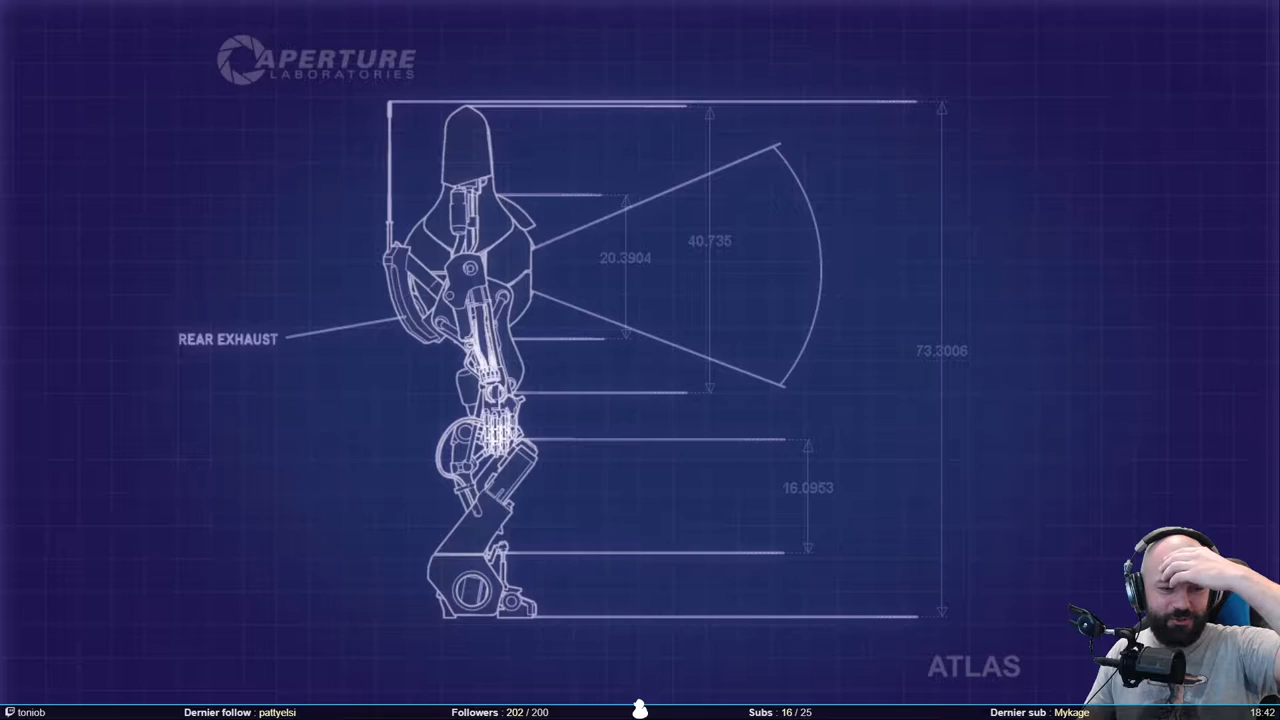 APERTURE
LABORATORIES
40.735
20.3904
REAR EXHAUST
73.3006
16.0953
ATLAS
toniob
Dernier follow : pattyelsi
Followers : 202 / 200
Subs : 16 / 25
Dernier sub : Mykage
18:42